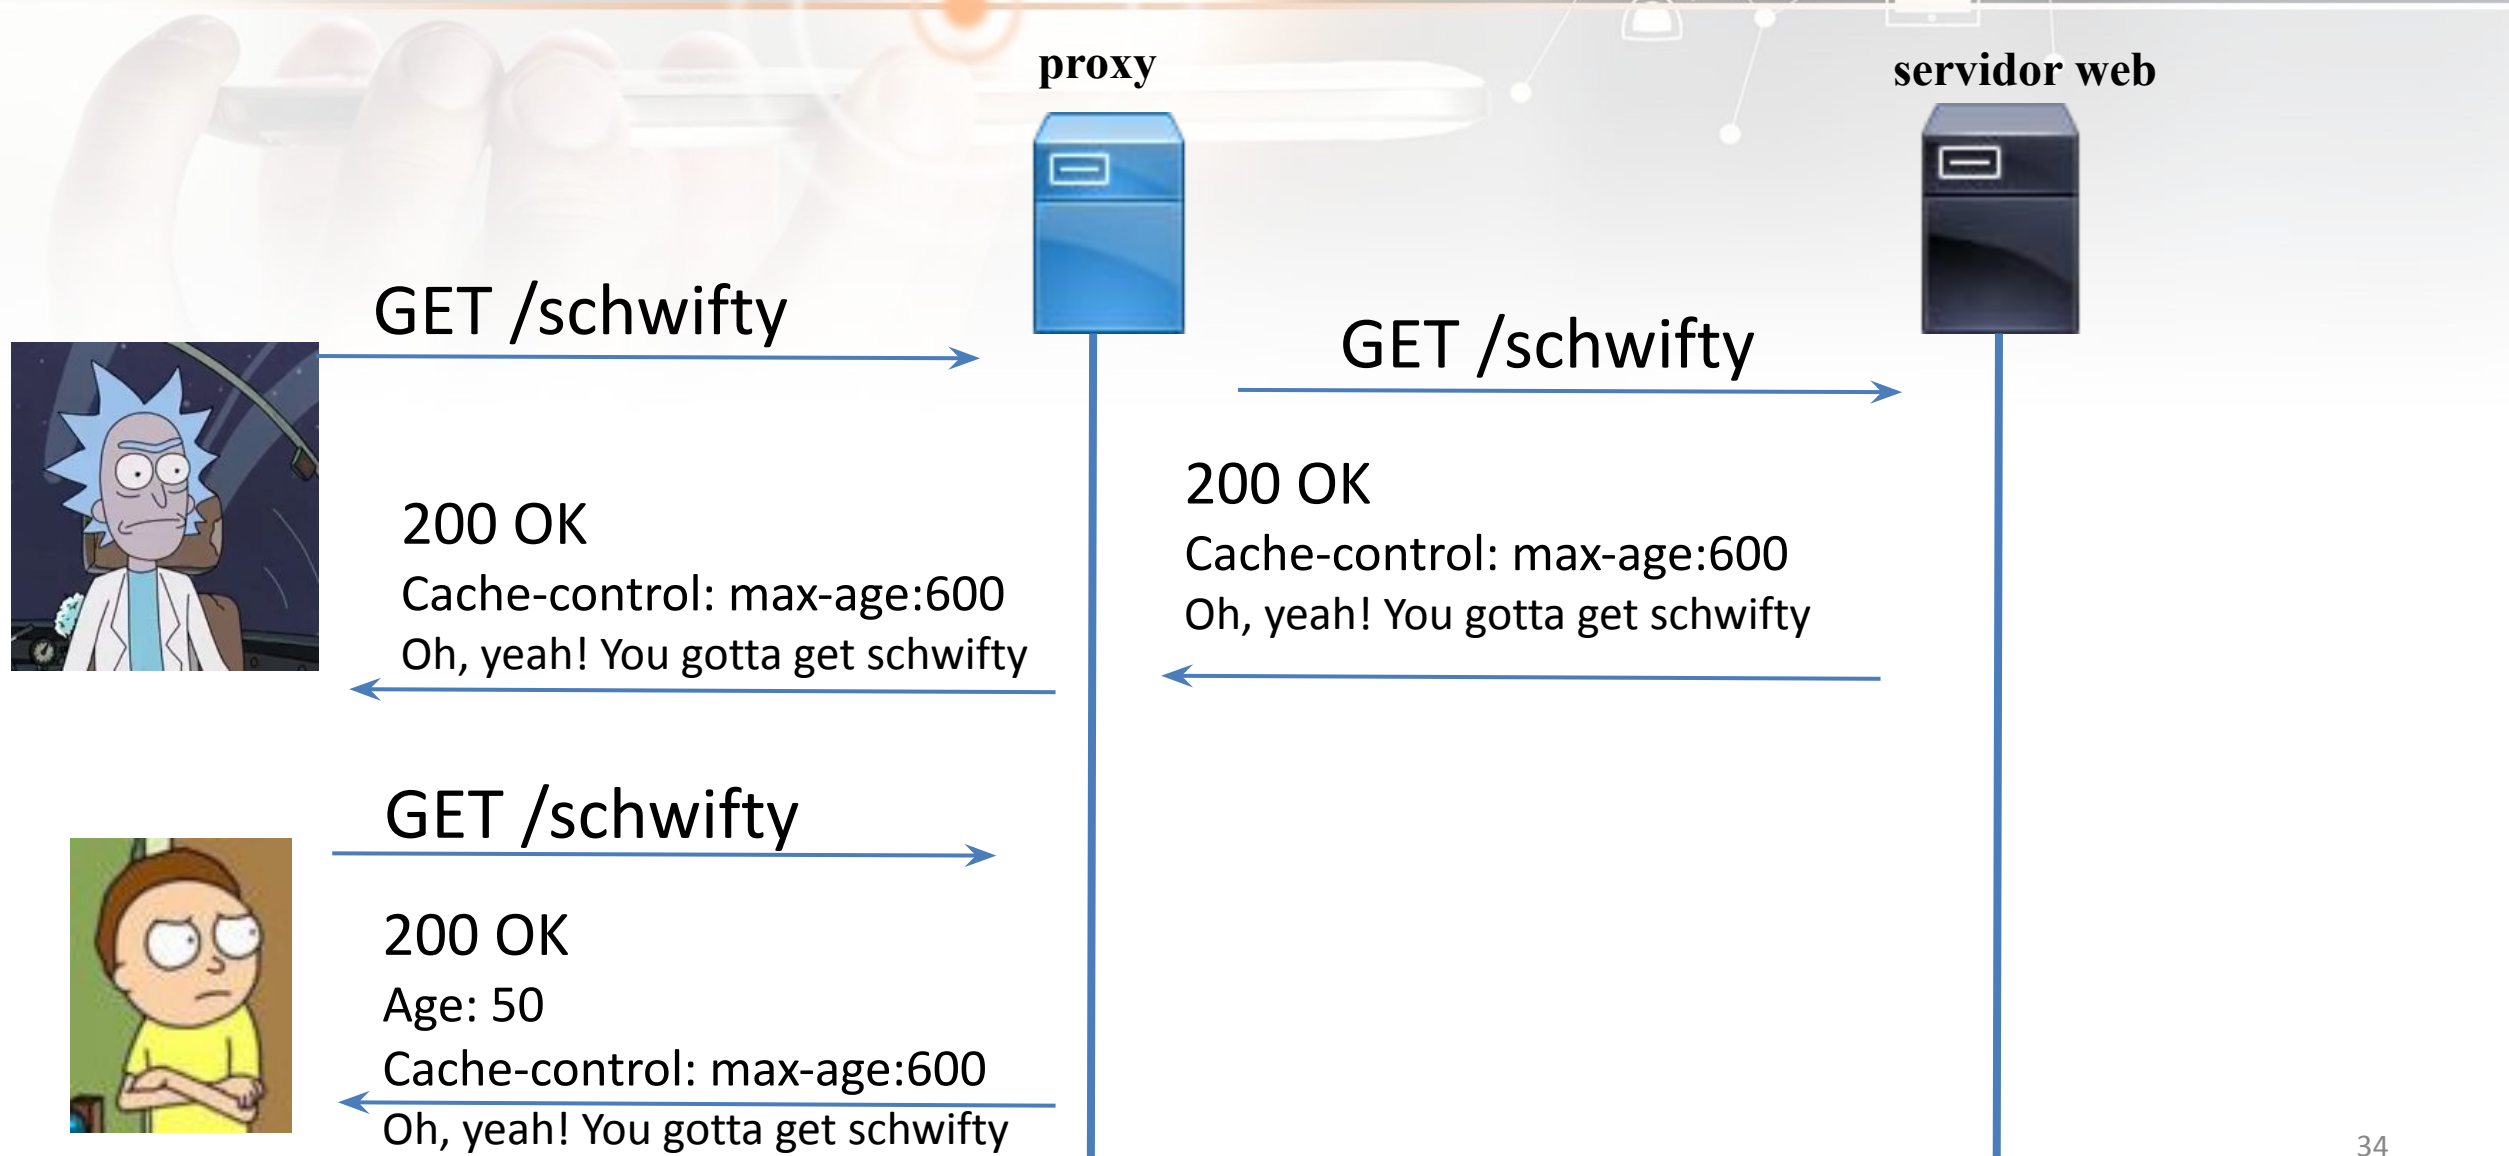 proxy
servidor web
GET /schwifty
GET /schwifty
200 OK
Cache-control: max-age:600
Oh, yeah! You gotta get schwifty
200 OK
Cache-control: max-age:600
Oh, yeah! You gotta get schwifty
GET /schwifty
200 OK
Age: 50
Cache-control: max-age:600
Oh, yeah! You gotta get schwifty
34